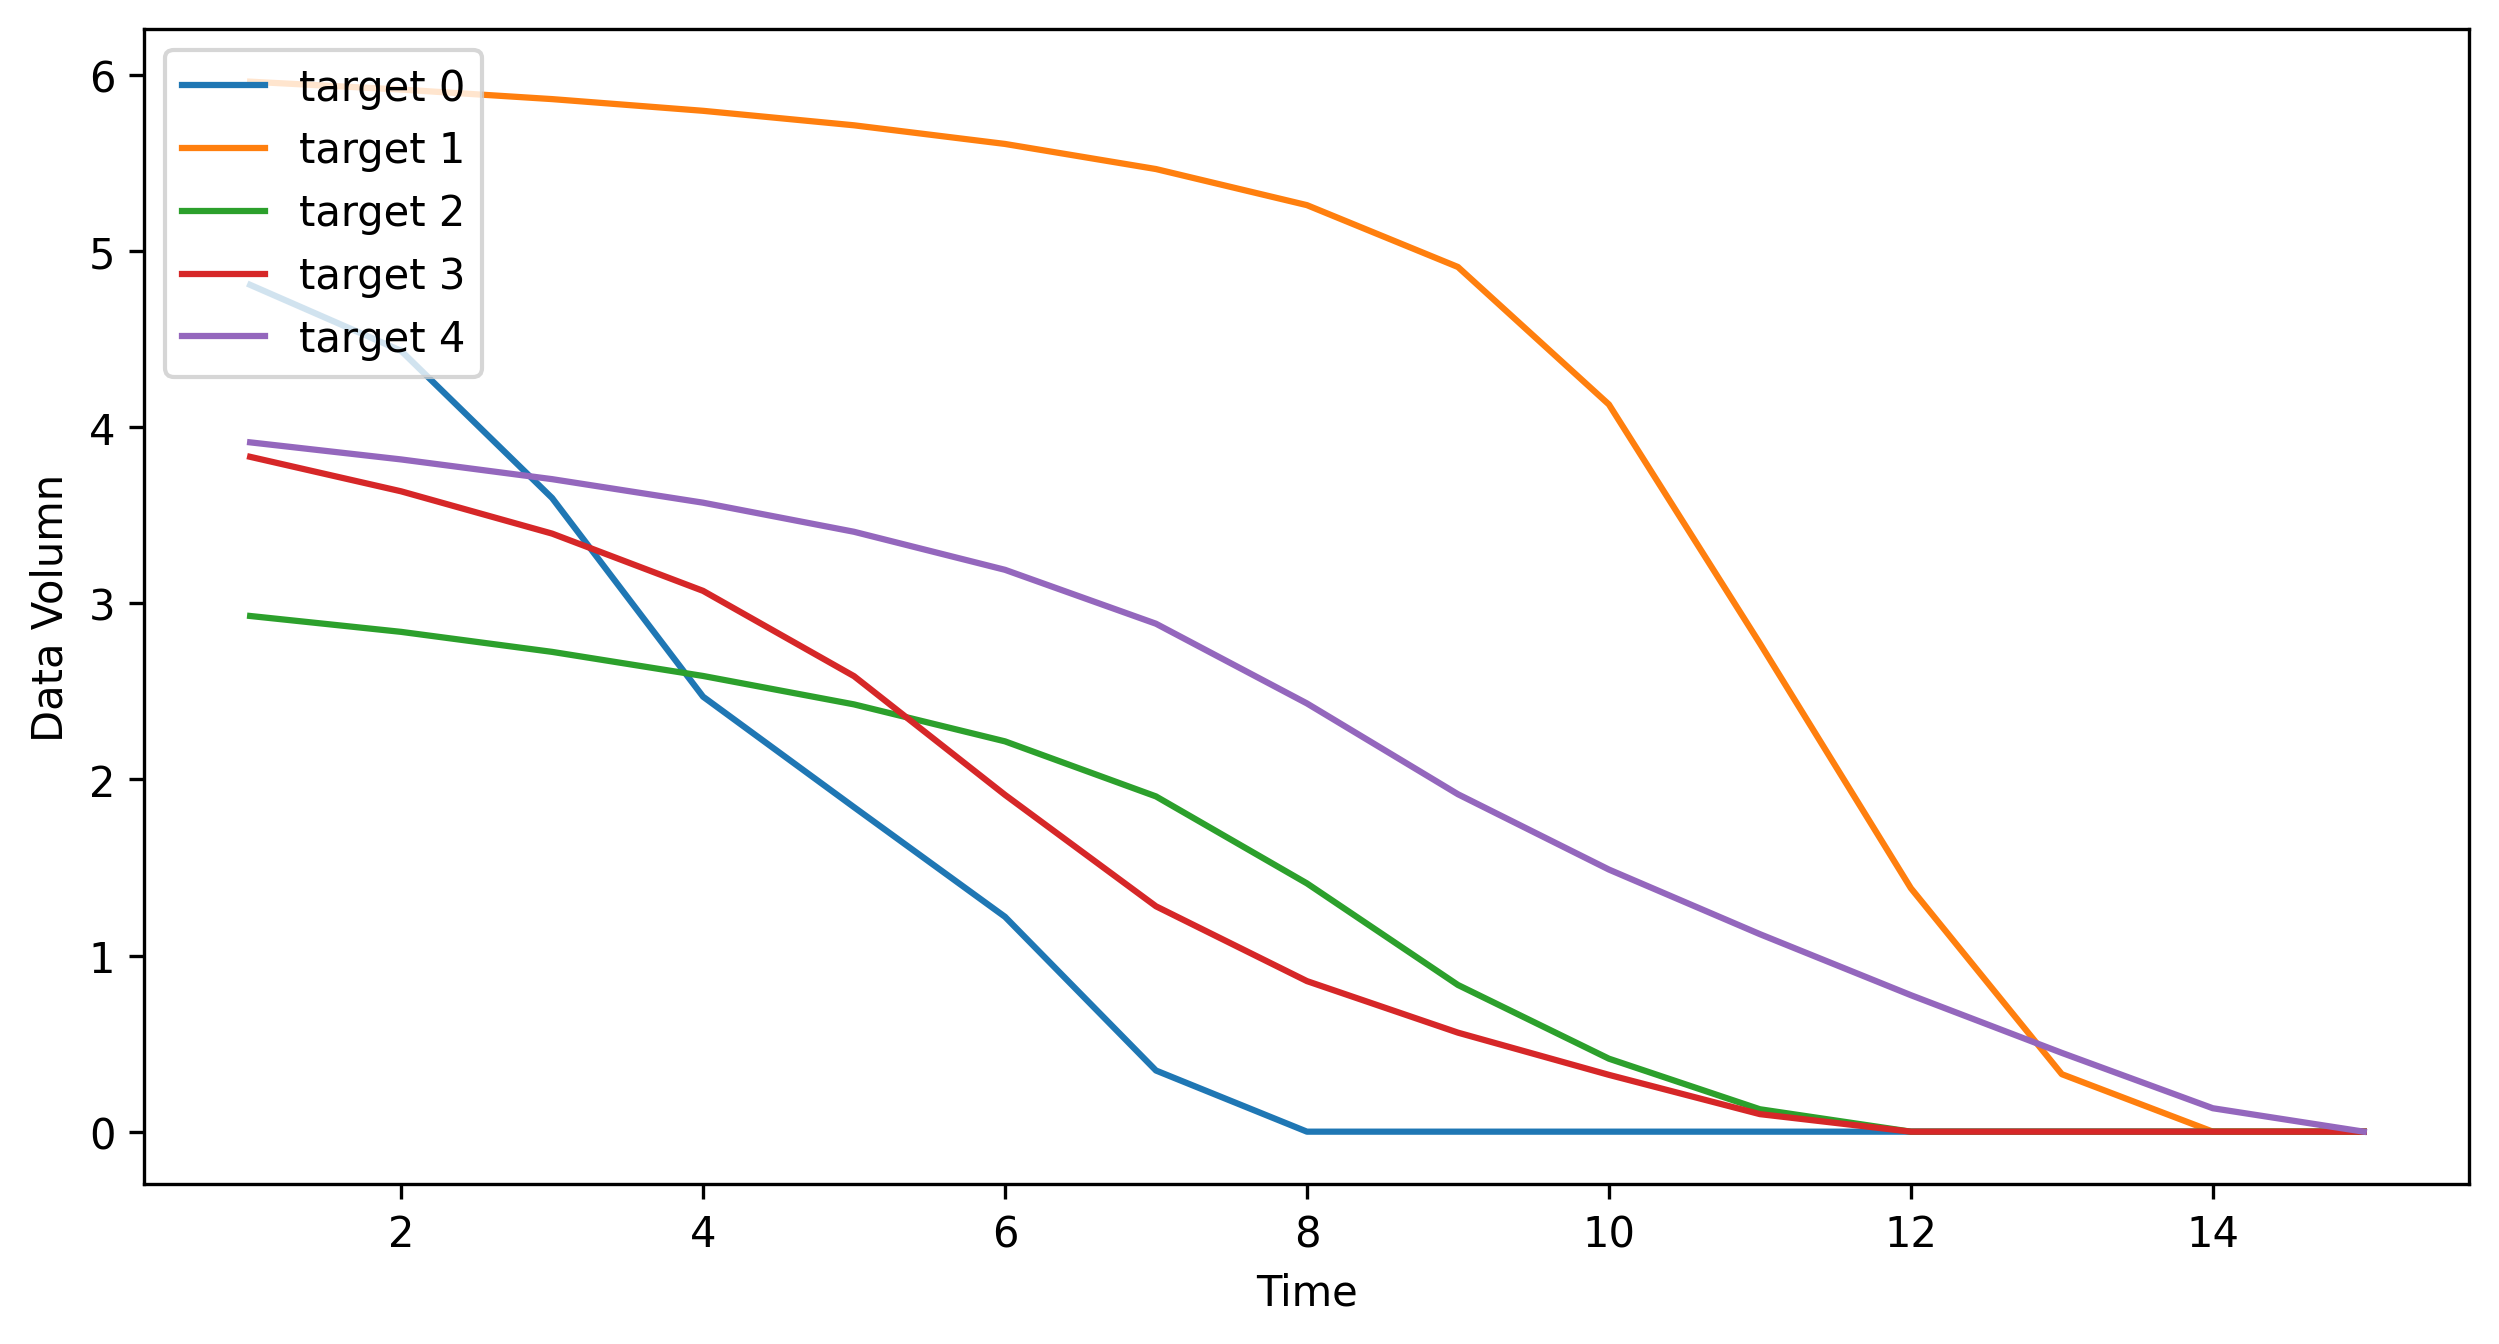 6
5
4
3
2
1
0
Data Volumn
target 0
target 1
target 2
target 3
target 4
2 4 6 8 10 12 14
Time